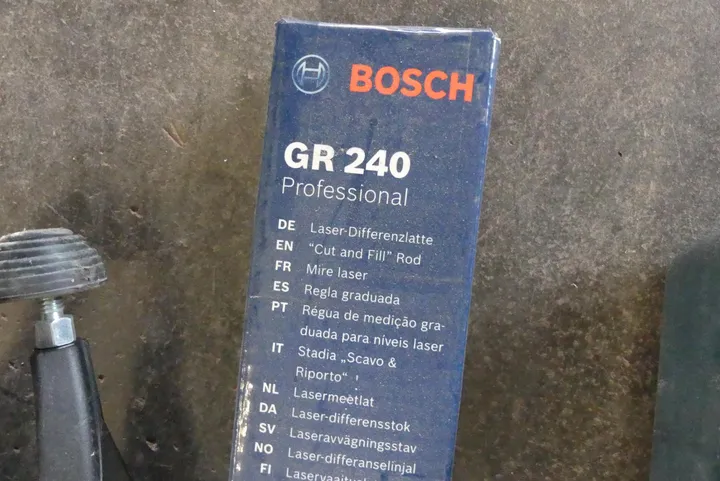 BOSCH
GR 240
Professional
DE Laser-Differenzlatte
EN "Cut and Fill" Rod
FR Mire laser
ES Regla graduada
PT Régua de medição gra-
duada para níveis laser
IT Stadia „Scavo &
Riporto"
NL Lasermeetlat
DA Laser-differensstok
SV Laseravvägningsstav
NO Laser-differanselinjal
FI